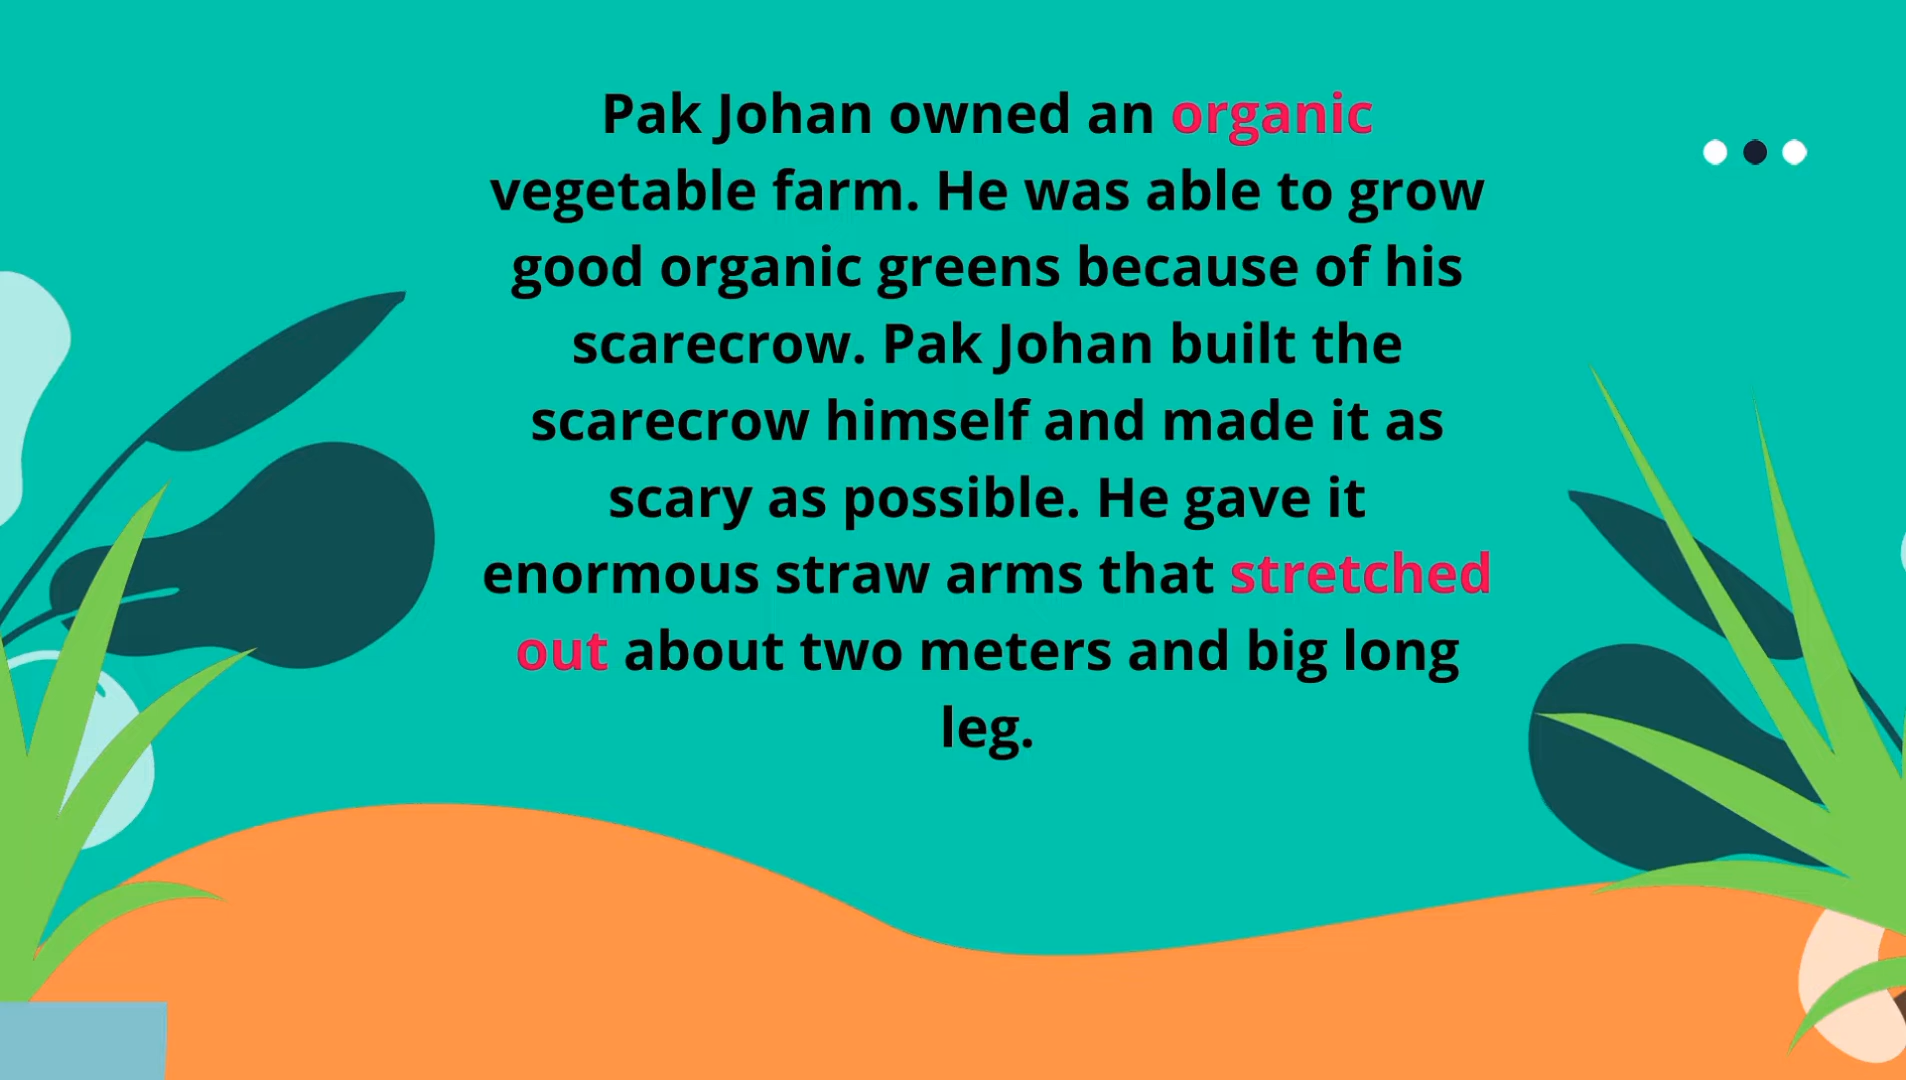 Pak Johan owned an organic
vegetable farm. He was able to grow
good organic greens because of his
scarecrow. Pak Johan built the
scarecrow himself and made it as
scary as possible. He gave it
enormous straw arms that stretched
out about two meters and big long
leg.